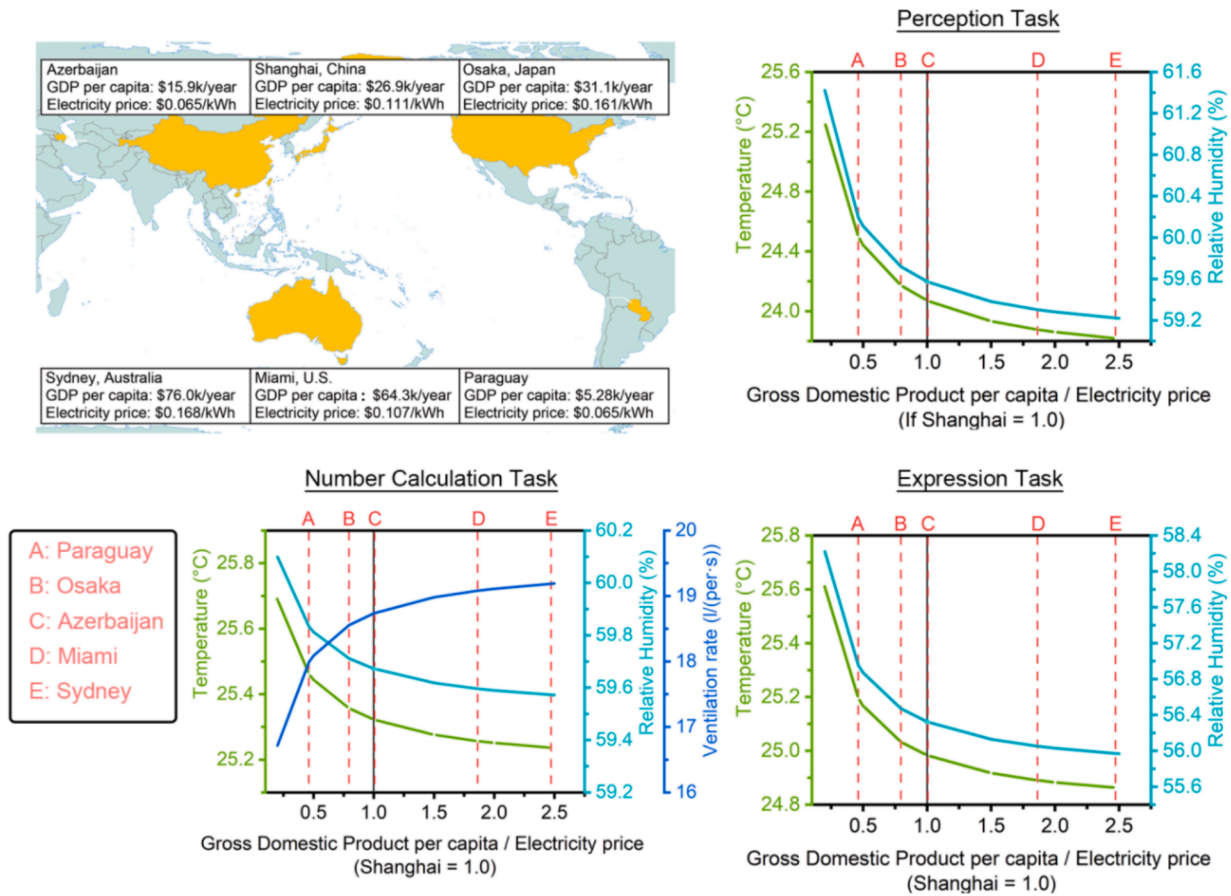 Azerbaijan
GDP per capita: $15.9k/year
Electricity price: $0.065/kWh
Shanghai, China
GDP per capita: $26.9k/year
Electricity price: $0.111/kWh
Osaka, Japan
GDP per capita: $31.1k/year
Electricity price: $0.161/kWh
Sydney, Australia
GDP per capita: $76.0k/year
Electricity price: $0.168/kWh
Miami, U.S.
GDP per capita: $64.3k/year
Electricity price: $0.107/kWh
Paraguay
GDP per capita: $5.28k/year
Electricity price: $0.065/kWh
Perception Task
A B C D E
25.6
25.2
24.8
24.4
24.0
Temperature (°C)
61.6
61.2
60.8
60.4
60.0
59.6
59.2
Relative Humidity (%)
0.5 1.0 1.5 2.0 2.5
Gross Domestic Product per capita / Electricity price
(If Shanghai = 1.0)
A: Paraguay
B: Osaka
C: Azerbaijan
D: Miami
E: Sydney
Number Calculation Task
A B C D E
25.8
25.6
25.4
25.2
Temperature (°C)
60.2
60.0
59.8
59.6
59.4
59.2
Relative Humidity (%)
20
19
18
17
16
Ventilation rate (l/(per·s))
0.5 1.0 1.5 2.0 2.5
Gross Domestic Product per capita / Electricity price
(Shanghai = 1.0)
Expression Task
A B C D E
25.8
25.6
25.4
25.2
25.0
24.8
Temperature (°C)
58.4
58.0
57.6
57.2
56.8
56.4
56.0
55.6
Relative Humidity (%)
0.5 1.0 1.5 2.0 2.5
Gross Domestic Product per capita / Electricity price
(Shanghai = 1.0)